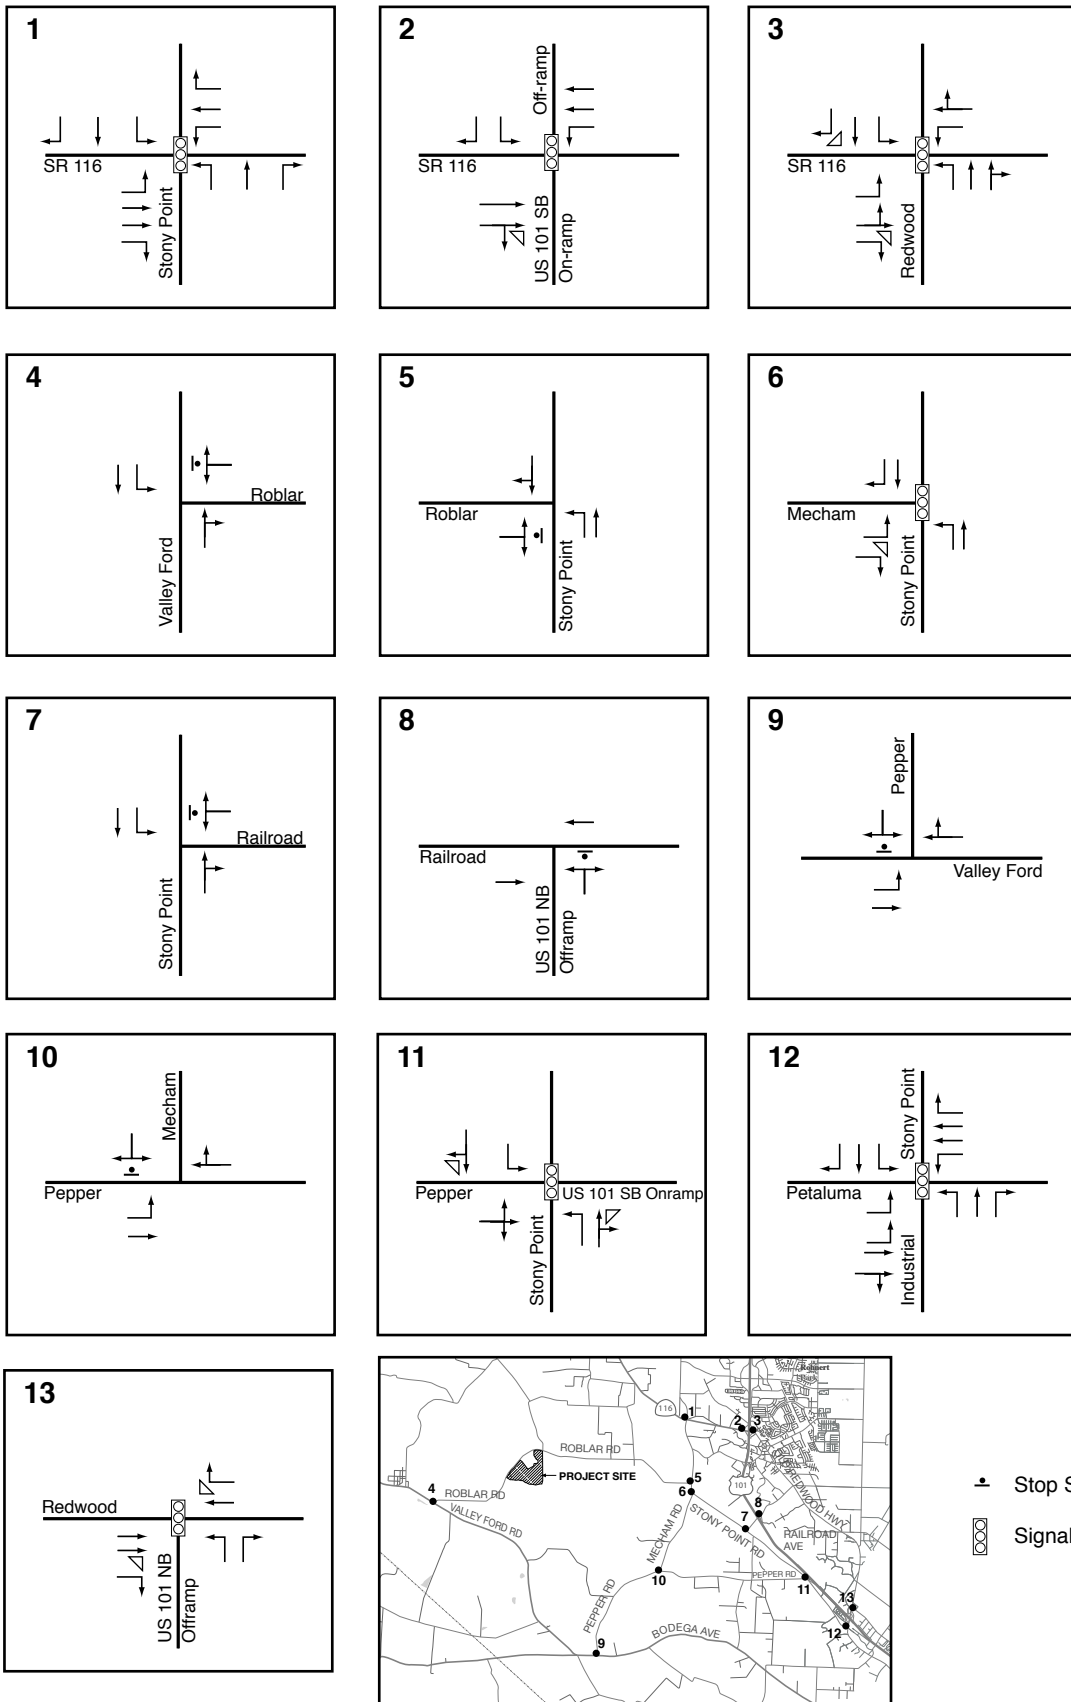 1
SR 116
Stony Point
2
Off-ramp
SR 116
US 101 SB
On-ramp
3
SR 116
Redwood
4
Roblar
Valley Ford
5
Roblar
Stony Point
6
Mecham
Stony Point
7
Railroad
Stony Point
8
Railroad
US 101 NB
Offramp
9
Pepper
Valley Ford
10
Mecham
Pepper
11
Pepper
US 101 SB Onramp
Stony Point
12
Stony Point
Petaluma
Industrial
13
Redwood
US 101 NB
Offramp
Rohnert
Park
116
1
2
3
ROBLAR RD
PROJECT SITE
5
6
101
OLD REDWOOD HWY
4
ROBLAR RD
VALLEY FORD RD
MECHAM RD
STONY POINT RD
7
8
RAILROAD
AVE
10
PEPPER RD
11
PEPPER RD
13
12
9
BODEGA AVE
Stop S
Signal